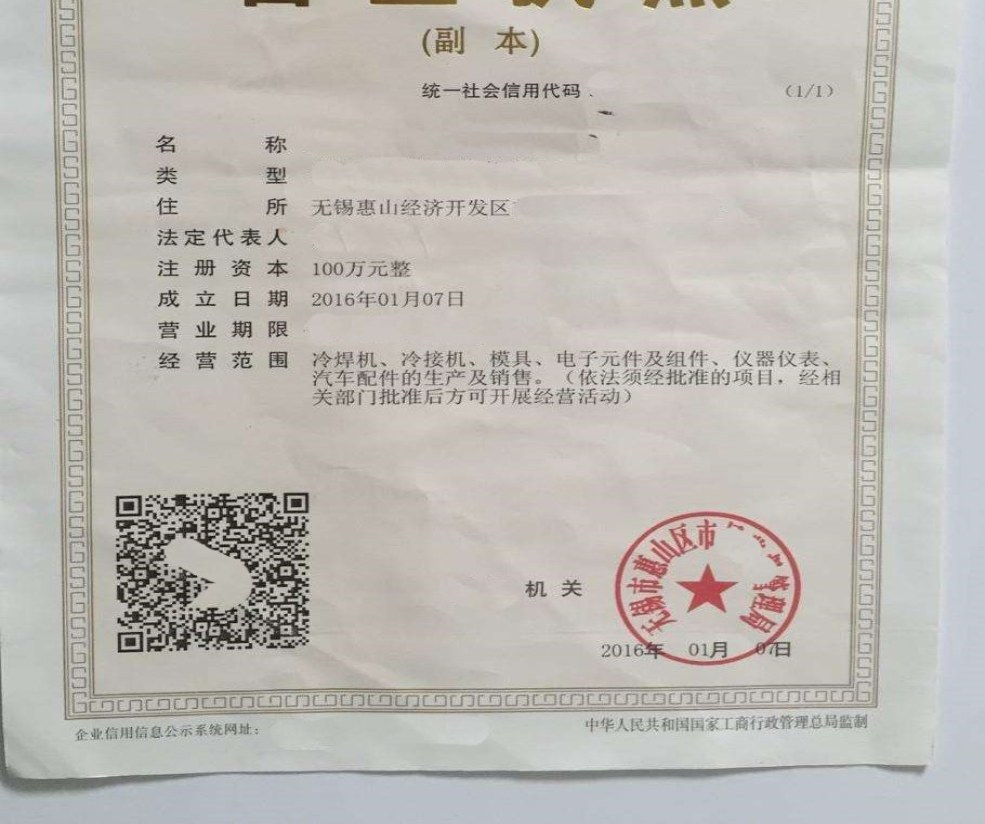 (副 本)
统一社会信用代码
(1/1)
名 称
类 型
住 所 无锡惠山经济开发区
法定代表人
注册资本 100万元整
成立日期 2016年01月07日
营业期限
经营范围 冷焊机、冷接机、模具、电子元件及组件、仪器仪表、
汽车配件的生产及销售。(依法须经批准的项目,经相
关部门批准后方可开展经营活动)
无锡市惠山区市 管理局
机关
2016年 01月 07日
企业信用信息公示系统网址:
中华人民共和国国家工商行政管理总局监制